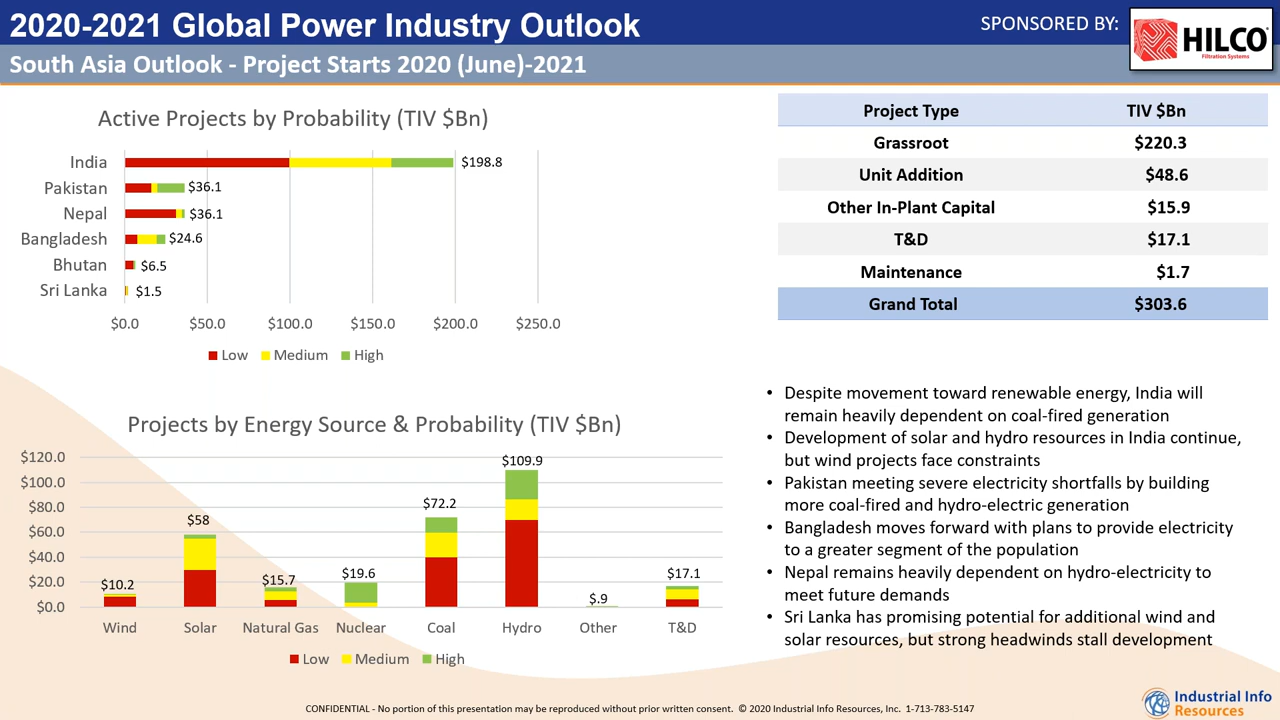 2020-2021 Global Power Industry Outlook
SPONSORED BY:
HILCO®
Filtration Systems
South Asia Outlook - Project Starts 2020 (June)-2021
Active Projects by Probability (TIV $Bn)
India $198.8
Pakistan $36.1
Nepal $36.1
Bangladesh $24.6
Bhutan $6.5
Sri Lanka $1.5
$0.0 $50.0 $100.0 $150.0 $200.0 $250.0
Low Medium High
Project Type TIV $Bn
Grassroot $220.3
Unit Addition $48.6
Other In-Plant Capital $15.9
T&D $17.1
Maintenance $1.7
Grand Total $303.6
Projects by Energy Source & Probability (TIV $Bn)
$120.0
$100.0
$80.0
$60.0
$40.0
$20.0
$0.0
$10.2 $58 $15.7 $19.6 $72.2 $109.9 $.9 $17.1
Wind Solar Natural Gas Nuclear Coal Hydro Other T&D
Low Medium High
• Despite movement toward renewable energy, India will
remain heavily dependent on coal-fired generation
• Development of solar and hydro resources in India continue,
but wind projects face constraints
• Pakistan meeting severe electricity shortfalls by building
more coal-fired and hydro-electric generation
• Bangladesh moves forward with plans to provide electricity
to a greater segment of the population
• Nepal remains heavily dependent on hydro-electricity to
meet future demands
• Sri Lanka has promising potential for additional wind and
solar resources, but strong headwinds stall development
CONFIDENTIAL - No portion of this presentation may be reproduced without prior written consent. © 2020 Industrial Info Resources, Inc. 1-713-783-5147
Industrial Info
Resources